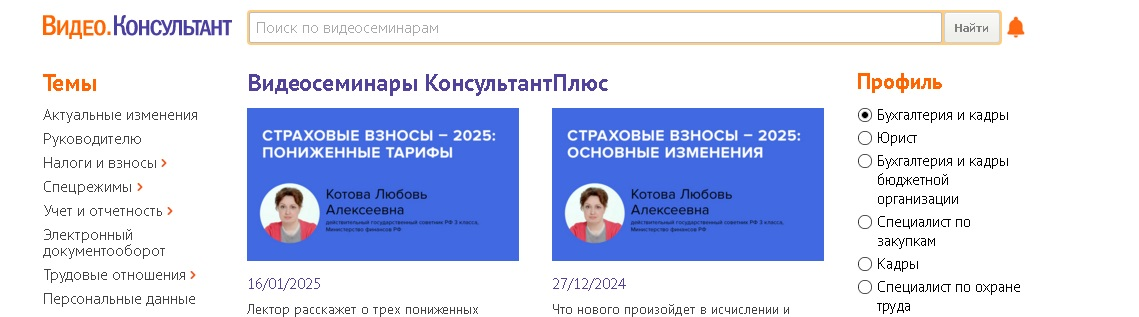 Видео.Консультант
Поиск по видеосеминарам
Найти
Темы
Актуальные изменения
Руководителю
Налоги и взносы
Спецрежимы
Учет и отчетность
Электронный
документооборот
Трудовые отношения
Персональные данные
Видеосеминары КонсультантПлюс
СТРАХОВЫЕ ВЗНОСЫ – 2025:
ПОНИЖЕННЫЕ ТАРИФЫ
Котова Любовь
Алексеевна
действительный государственный советник РФ 3 класса,
Министерство финансов РФ
16/01/2025
Лектор расскажет о трех пониженных
СТРАХОВЫЕ ВЗНОСЫ – 2025:
ОСНОВНЫЕ ИЗМЕНЕНИЯ
Котова Любовь
Алексеевна
действительный государственный советник РФ 3 класса,
Министерство финансов РФ
27/12/2024
Что нового произойдет в исчислении и
Профиль
Бухгалтерия и кадры
Юрист
Бухгалтерия и кадры
бюджетной
организации
Специалист по
закупкам
Кадры
Специалист по охране
труда